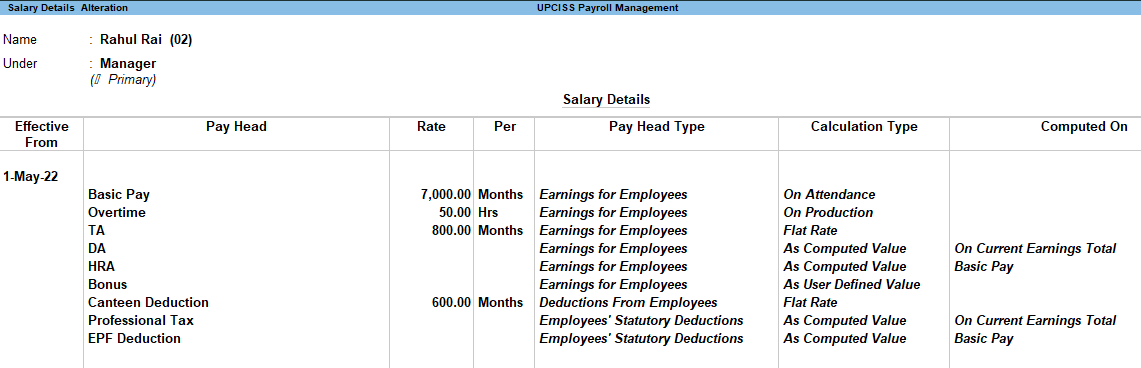 Salary Details Alteration UPCISS Payroll Management
Name : Rahul Rai (02)
Under : Manager
( Primary)
Salary Details
Effective From Pay Head Rate Per Pay Head Type Calculation Type Computed On
1-May-22
Basic Pay 7,000.00 Months Earnings for Employees On Attendance
Overtime 50.00 Hrs Earnings for Employees On Production
TA 800.00 Months Earnings for Employees Flat Rate
DA Earnings for Employees As Computed Value On Current Earnings Total
HRA Earnings for Employees As Computed Value Basic Pay
Bonus Earnings for Employees As User Defined Value
Canteen Deduction 600.00 Months Deductions From Employees Flat Rate
Professional Tax Employees' Statutory Deductions As Computed Value On Current Earnings Total
EPF Deduction Employees' Statutory Deductions As Computed Value Basic Pay